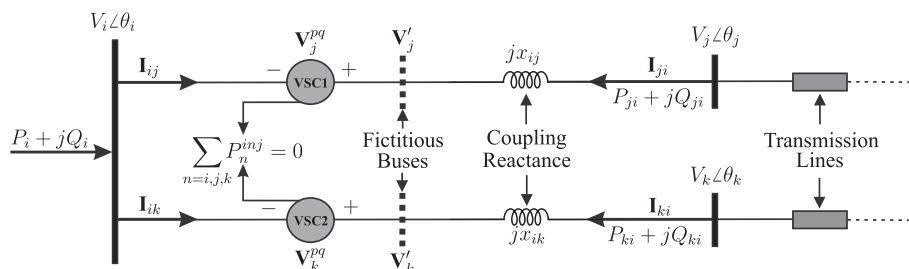 V_i∠θ_i
V_j^{pq}
V'_j
jx_{ij}
V_j∠θ_j
I_{ij}
−
VSC1
+
I_{ji}
P_{ji} + jQ_{ji}
P_i + jQ_i
∑_{n=i,j,k} P_n^{inj} = 0
Fictitious
Buses
Coupling
Reactance
Transmission
Lines
V_k∠θ_k
I_{ik}
−
VSC2
+
I_{ki}
jx_{ik}
P_{ki} + jQ_{ki}
V_k^{pq}
V'_k